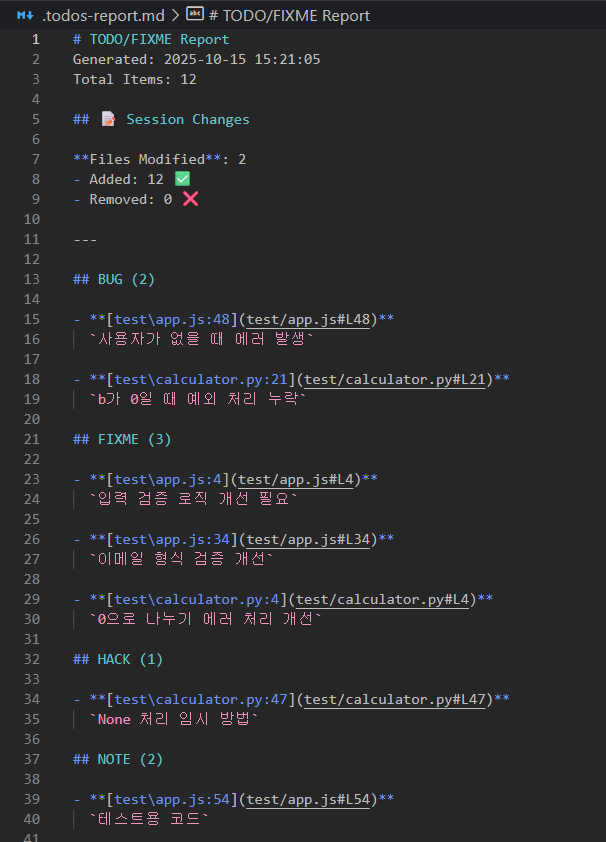 .todos-report.md > # TODO/FIXME Report
1 # TODO/FIXME Report
2 Generated: 2025-10-15 15:21:05
3 Total Items: 12
4
5 ## 📝 Session Changes
6
7 **Files Modified**: 2
8 - Added: 12 ✅
9 - Removed: 0 ❌
10
11 ---
12
13 ## BUG (2)
14
15 - **[test\app.js:48](test/app.js#L48)**
16   `사용자가 없을 때 에러 발생`
17
18 - **[test\calculator.py:21](test/calculator.py#L21)**
19   `b가 0일 때 예외 처리 누락`
20
21 ## FIXME (3)
22
23 - **[test\app.js:4](test/app.js#L4)**
24   `입력 검증 로직 개선 필요`
25
26 - **[test\app.js:34](test/app.js#L34)**
27   `이메일 형식 검증 개선`
28
29 - **[test\calculator.py:4](test/calculator.py#L4)**
30   `0으로 나누기 에러 처리 개선`
31
32 ## HACK (1)
33
34 - **[test\calculator.py:47](test/calculator.py#L47)**
35   `None 처리 임시 방법`
36
37 ## NOTE (2)
38
39 - **[test\app.js:54](test/app.js#L54)**
40   `테스트용 코드`
41